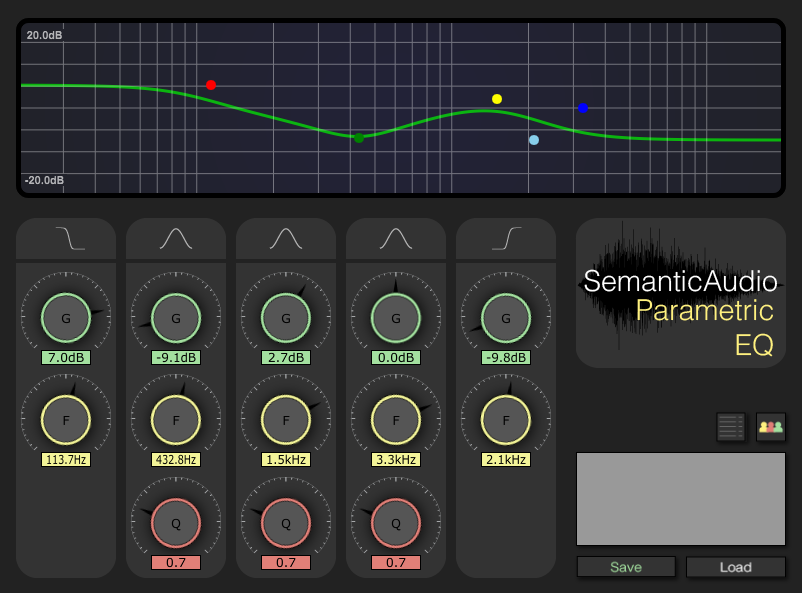 20.0dB
-20.0dB
G G G G G
7.0dB -9.1dB 2.7dB 0.0dB -9.8dB
F F F F F
113.7Hz 432.8Hz 1.5kHz 3.3kHz 2.1kHz
Q Q Q
0.7 0.7 0.7
SemanticAudio
Parametric
EQ
Save Load